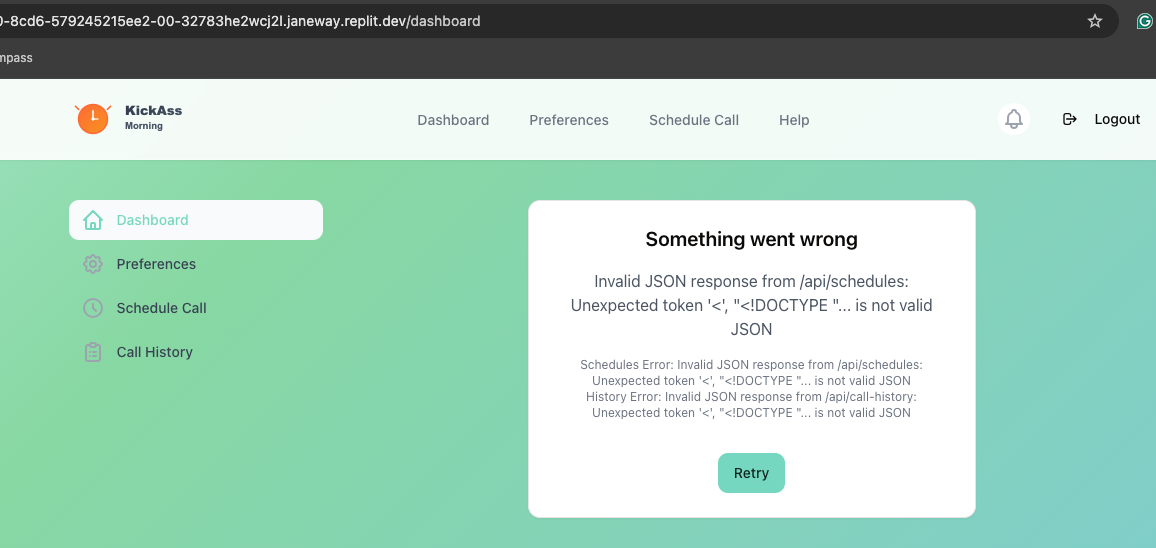 0-8cd6-579245215ee2-00-32783he2wcj2l.janeway.replit.dev/dashboard
mpass
KickAss
Morning
Dashboard
Preferences
Schedule Call
Help
Logout
Dashboard
Preferences
Schedule Call
Call History
Something went wrong
Invalid JSON response from /api/schedules:
Unexpected token '<', "<!DOCTYPE "... is not valid
JSON
Schedules Error: Invalid JSON response from /api/schedules:
Unexpected token '<', "<!DOCTYPE "... is not valid JSON
History Error: Invalid JSON response from /api/call-history:
Unexpected token '<', "<!DOCTYPE "... is not valid JSON
Retry